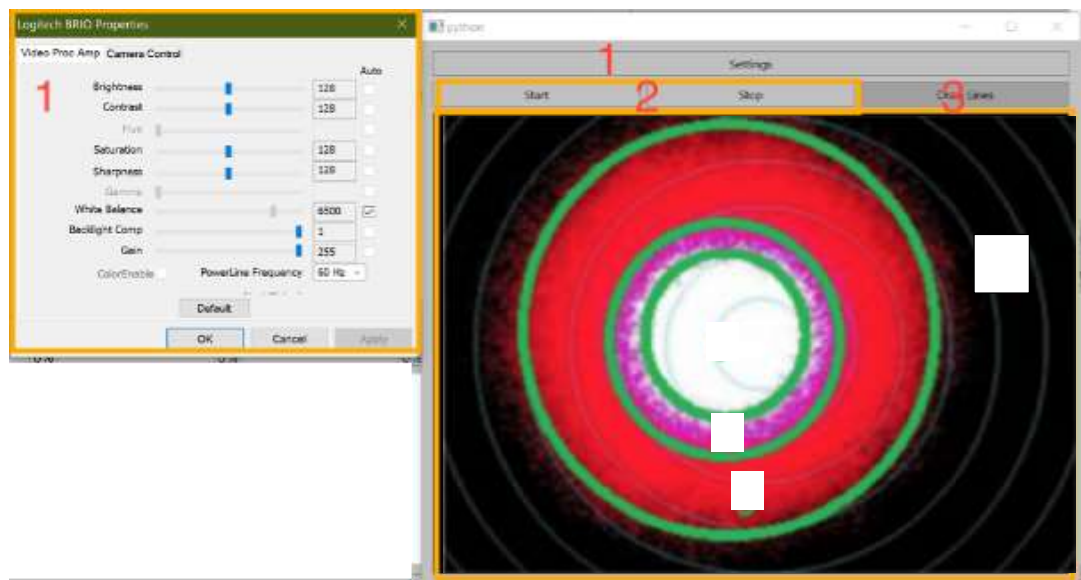 Logitech BRIO Properties
Video Proc Amp Camera Control
Auto
1
Brightness 128
Contrast 128
Hue
Saturation 128
Sharpness 128
Gamma
White Balance 6500
Backlight Comp 1
Gain 255
ColorEnable PowerLine Frequency 60 Hz
Default
OK Cancel Apply
python
1
Settings
Start 2 Stop 3 Draw Lines